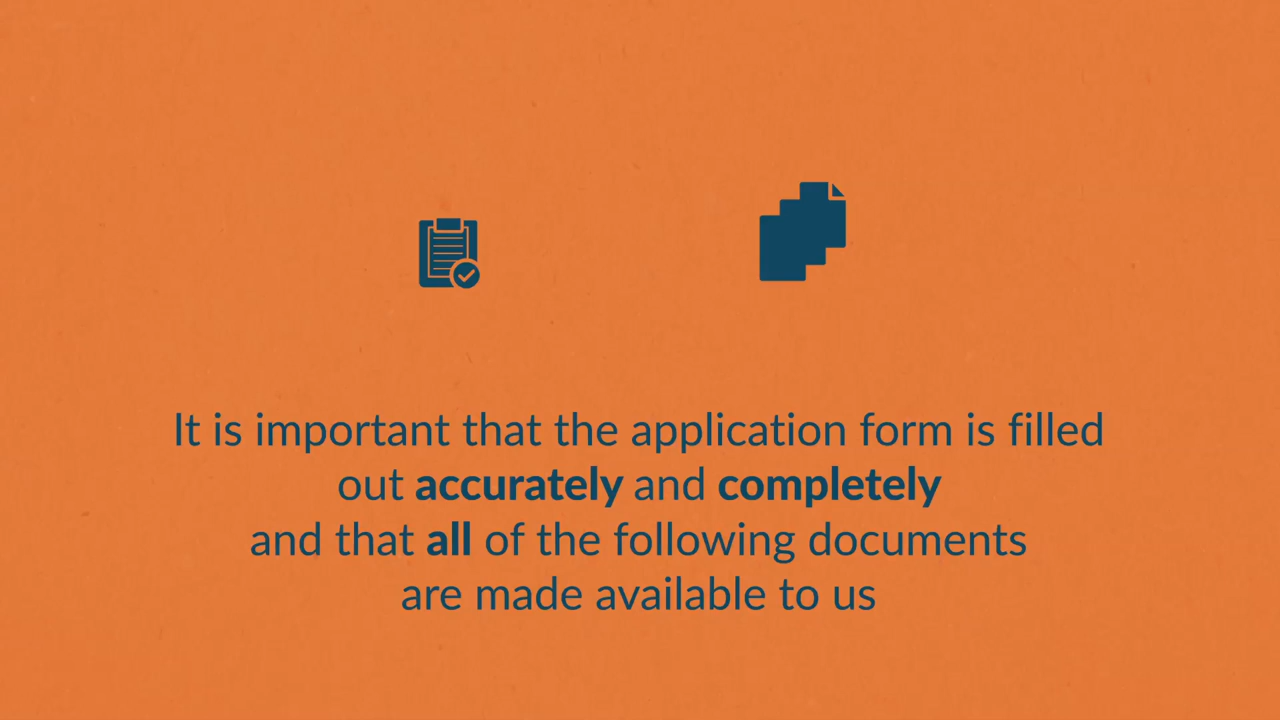 It is important that the application form is filled
out accurately and completely
and that all of the following documents
are made available to us